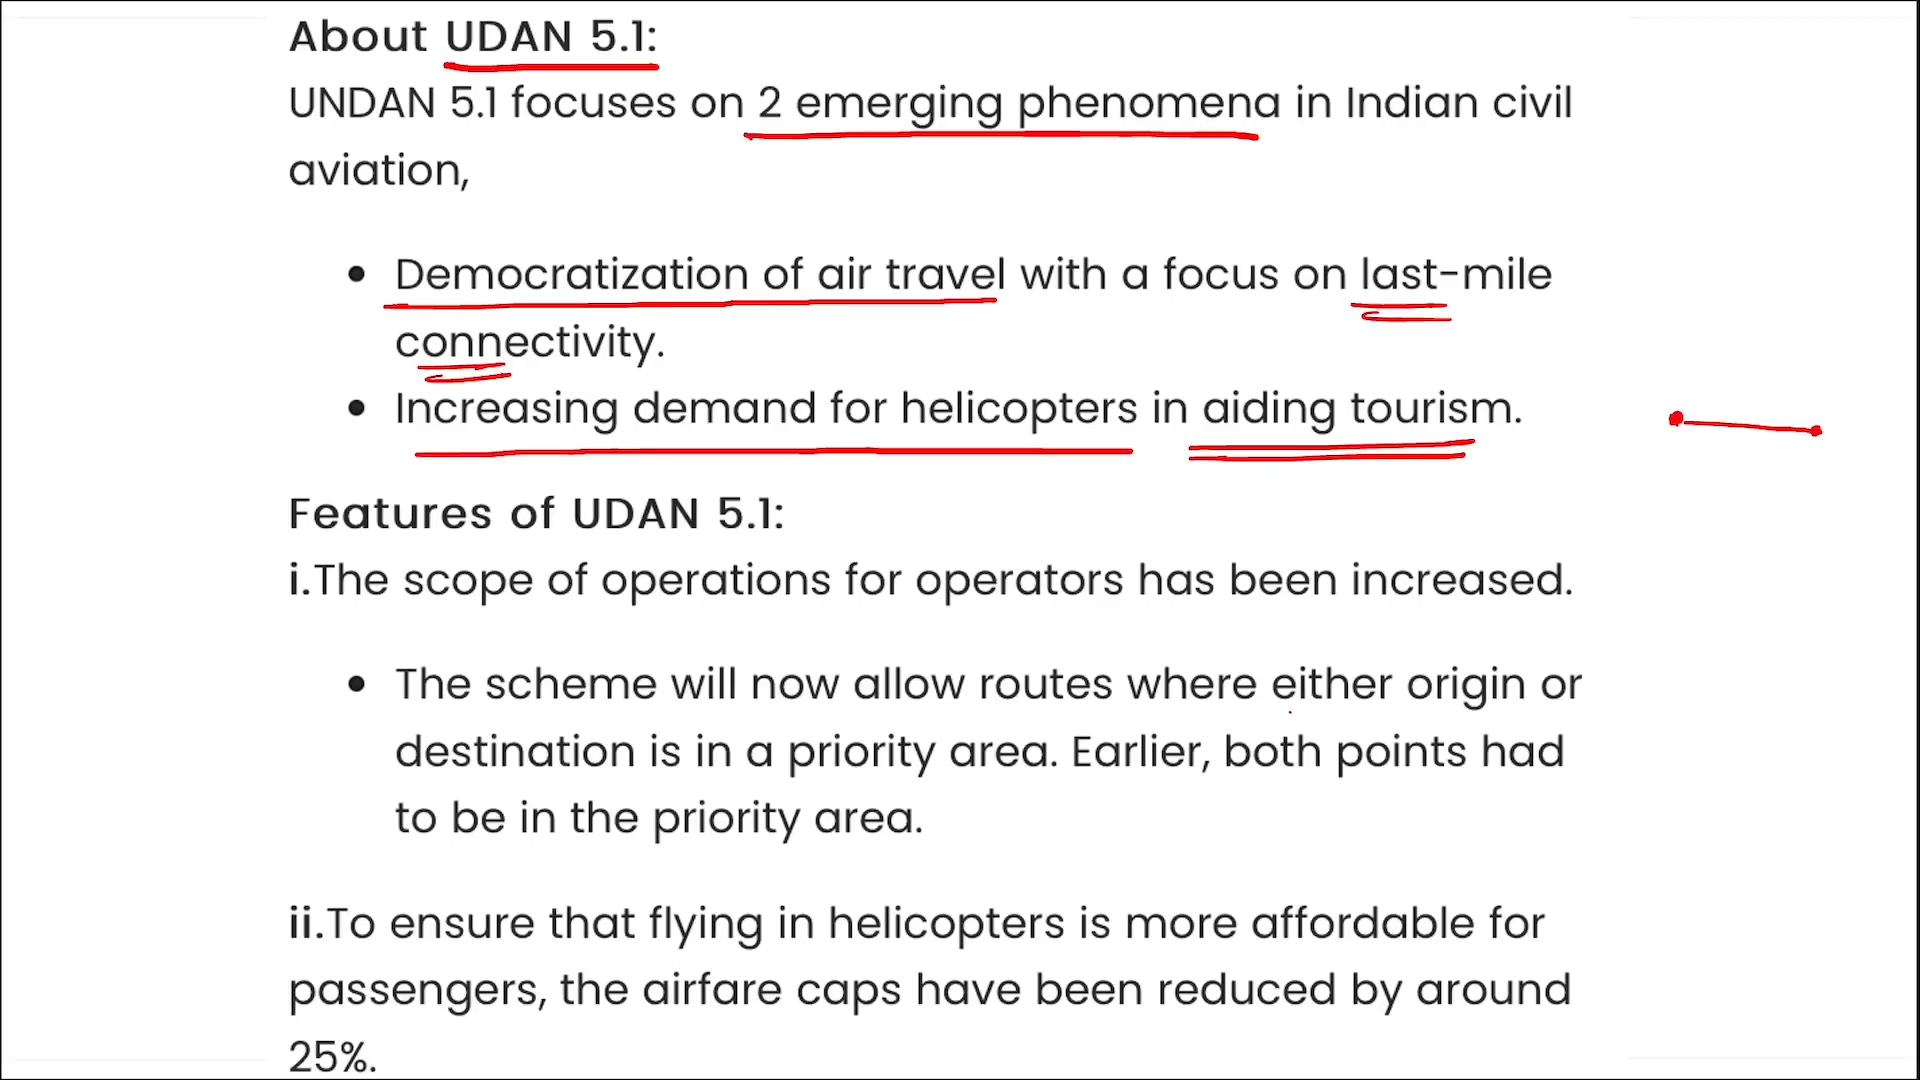 About UDAN 5.1:
UNDAN 5.1 focuses on 2 emerging phenomena in Indian civil
aviation,
• Democratization of air travel with a focus on last-mile
connectivity.
• Increasing demand for helicopters in aiding tourism.
Features of UDAN 5.1:
i.The scope of operations for operators has been increased.
• The scheme will now allow routes where either origin or
destination is in a priority area. Earlier, both points had
to be in the priority area.
ii.To ensure that flying in helicopters is more affordable for
passengers, the airfare caps have been reduced by around
25%.